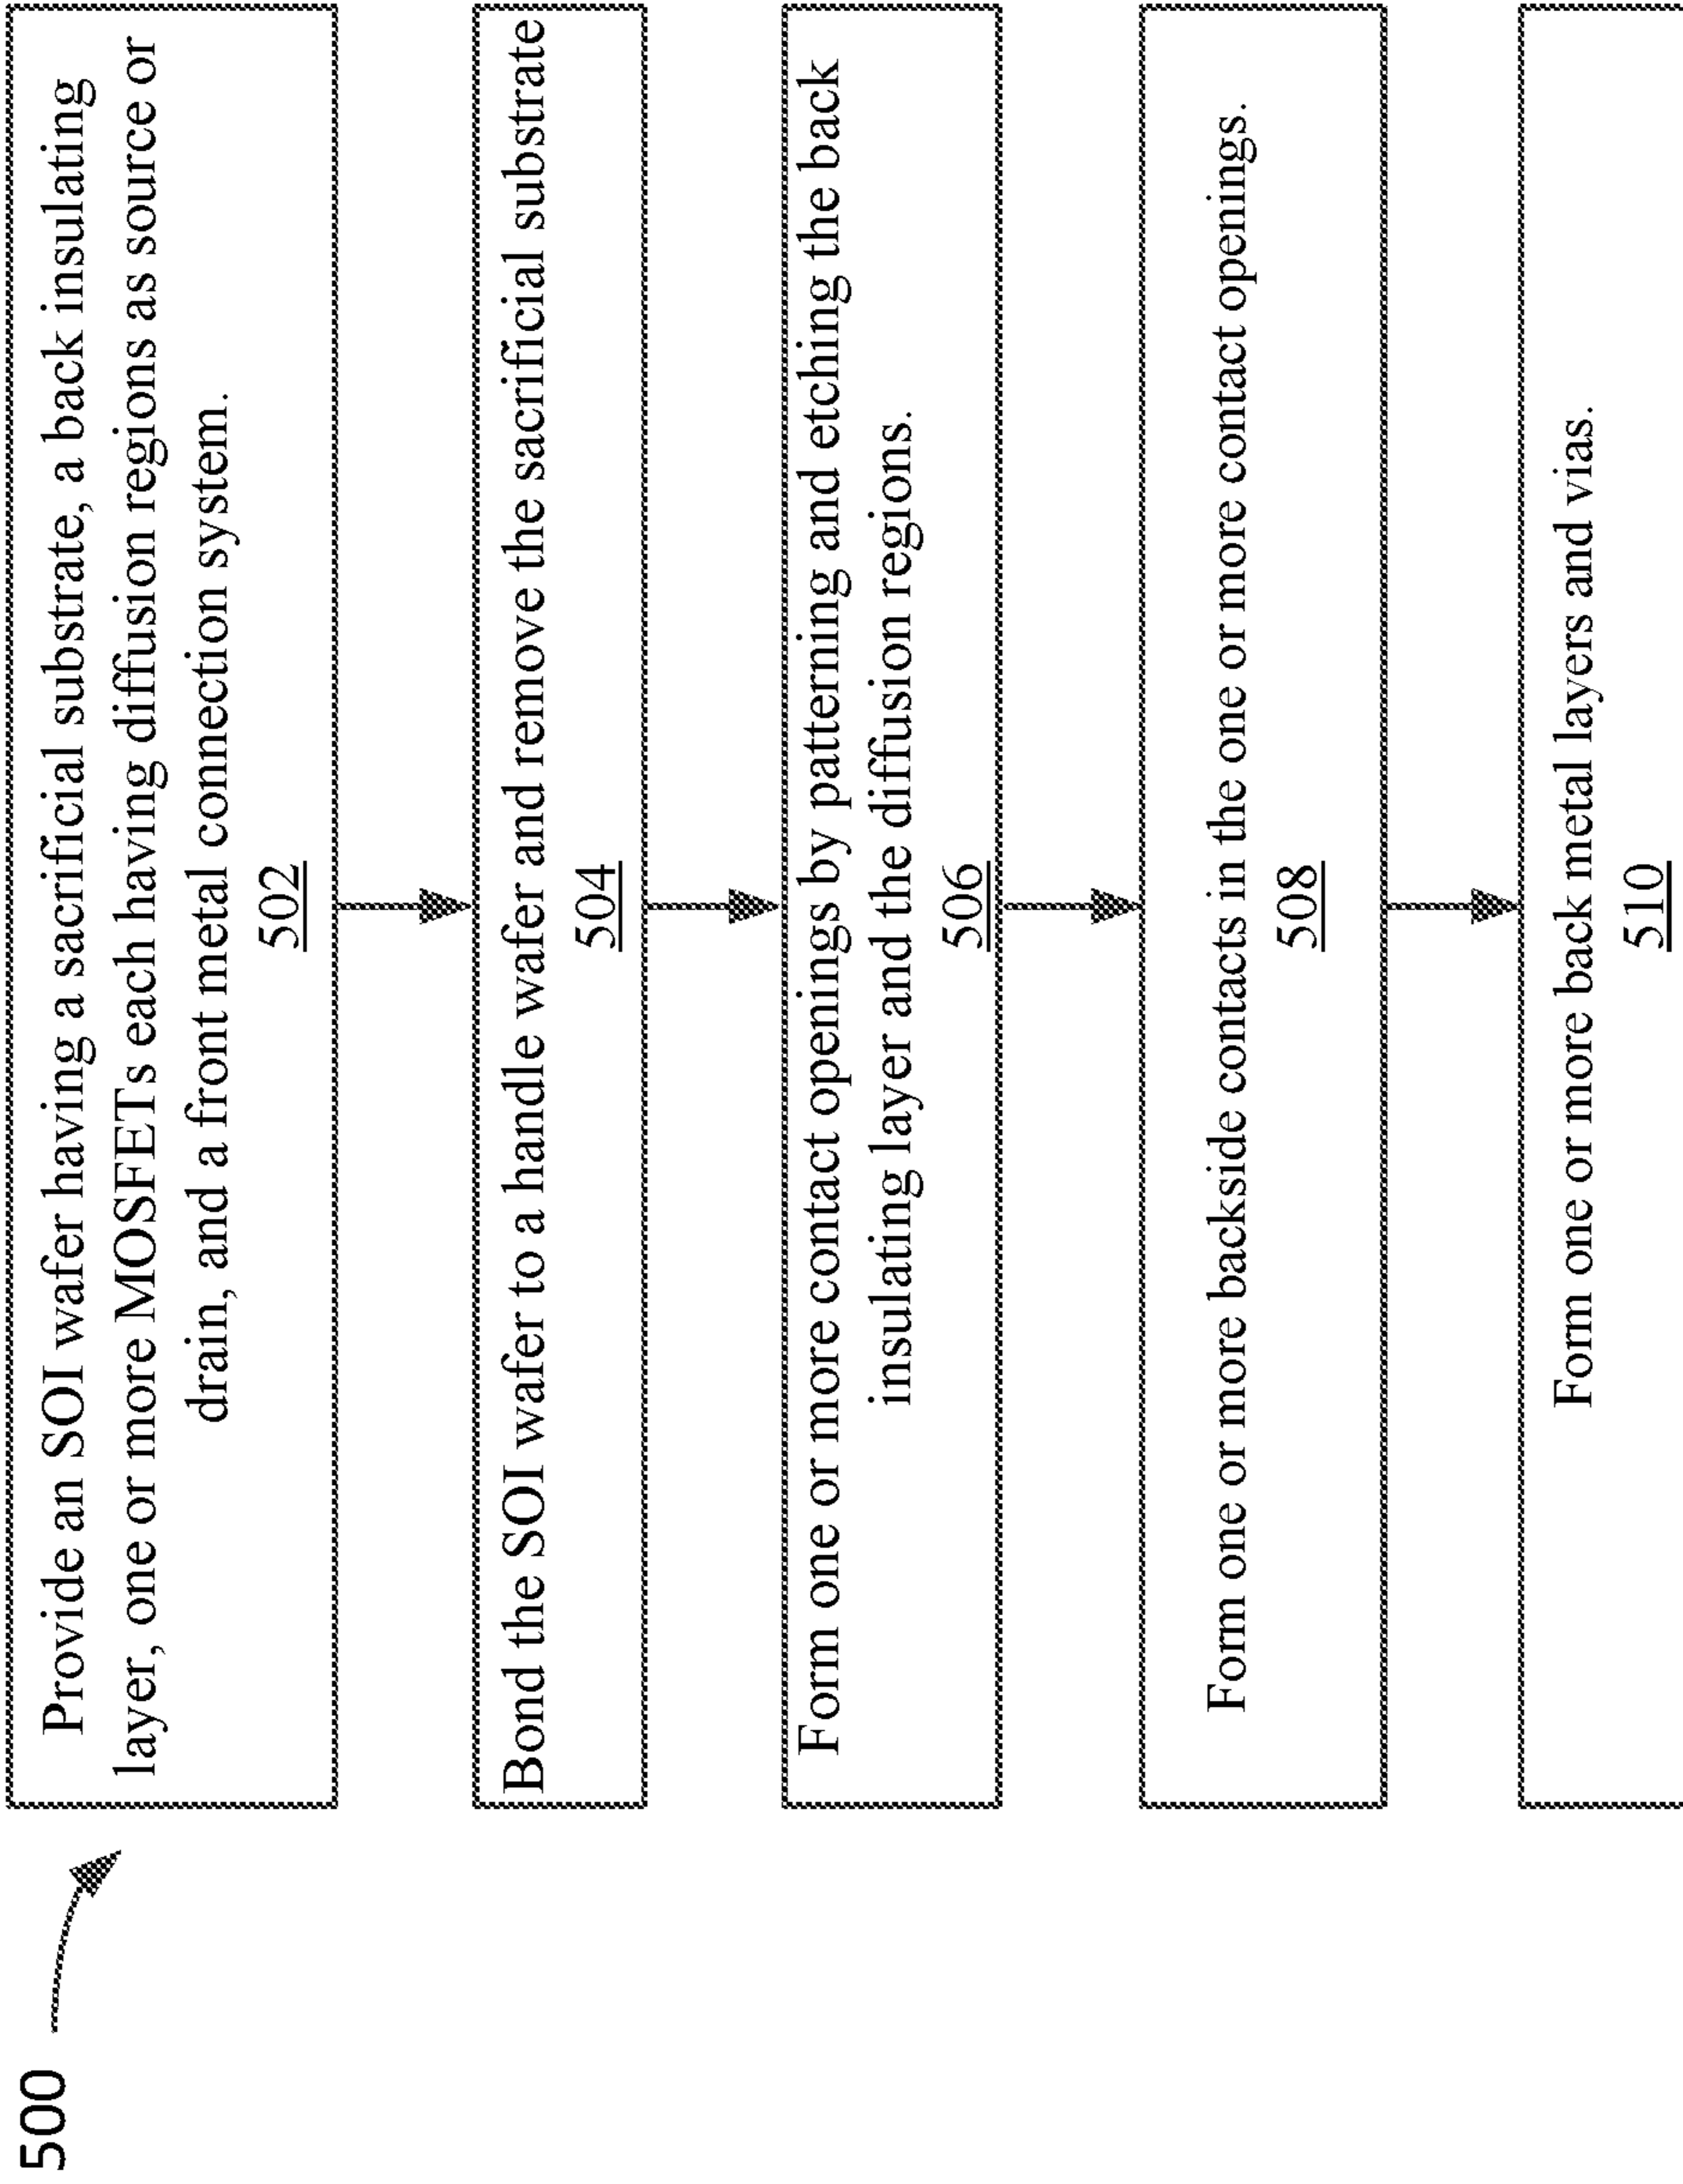 500
Provide an SOI wafer having a sacrificial substrate, a back insulating
layer, one or more MOSFETs each having diffusion regions as source or
drain, and a front metal connection system.
502
Bond the SOI wafer to a handle wafer and remove the sacrificial substrate
504
Form one or more contact openings by patterning and etching the back
insulating layer and the diffusion regions.
506
Form one or more backside contacts in the one or more contact openings.
508
Form one or more back metal layers and vias.
510